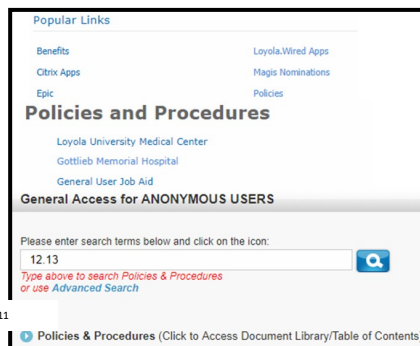 Popular Links
Benefits Loyola.Wired Apps
Citrix Apps Magis Nominations
Epic Policies
Policies and Procedures
Loyola University Medical Center
Gottlieb Memorial Hospital
General User Job Aid
General Access for ANONYMOUS USERS
Please enter search terms below and click on the icon:
12.13
Type above to search Policies & Procedures
or use Advanced Search
11
Policies & Procedures (Click to Access Document Library/Table of Contents